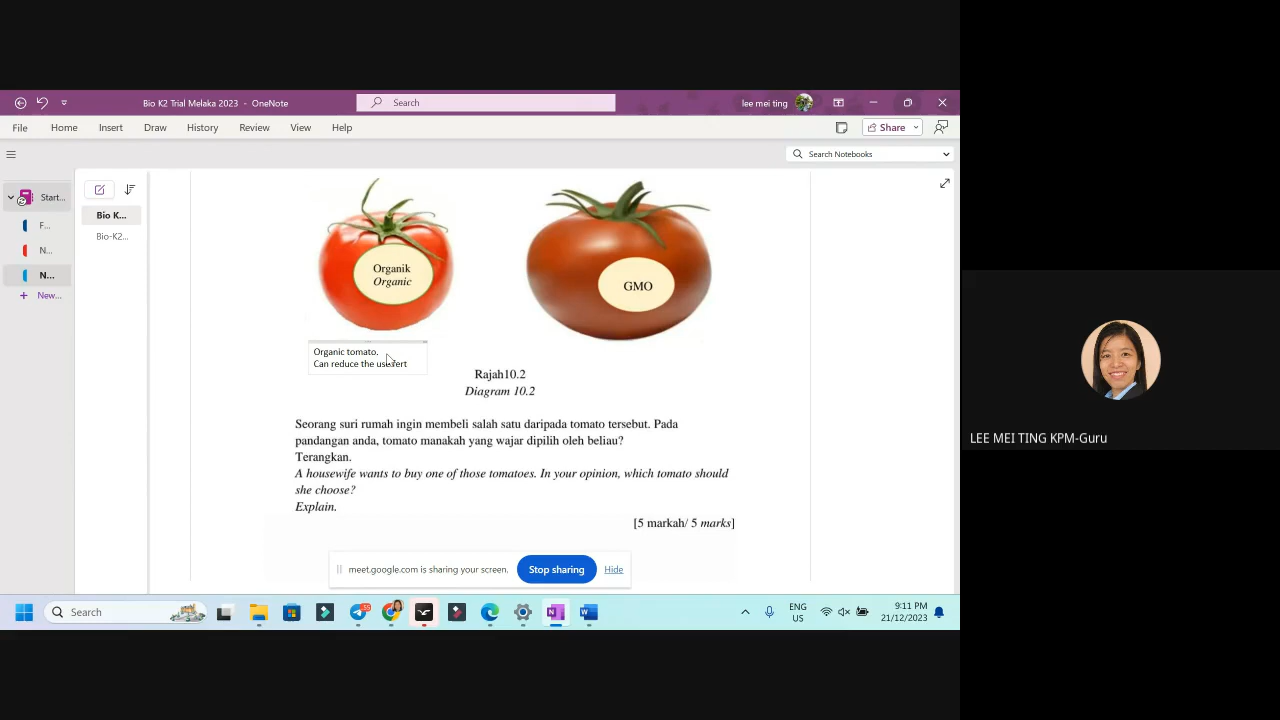 Bio K2 Trial Melaka 2023 - OneNote
Search
lee mei ting
File Home Insert Draw History Review View Help
Share
Search Notebooks
Start...
Bio K...
F...
Bio-K2...
N...
N...
+ New...
Organik
Organic
GMO
Organic tomato.
Can reduce the us fert
Rajah10.2
Diagram 10.2
Seorang suri rumah ingin membeli salah satu daripada tomato tersebut. Pada
pandangan anda, tomato manakah yang wajar dipilih oleh beliau?
Terangkan.
A housewife wants to buy one of those tomatoes. In your opinion, which tomato should
she choose?
Explain.
[5 markah/ 5 marks]
meet.google.com is sharing your screen.
Stop sharing
Hide
LEE MEI TING KPM-Guru
Search
ENG
US
9:11 PM
21/12/2023